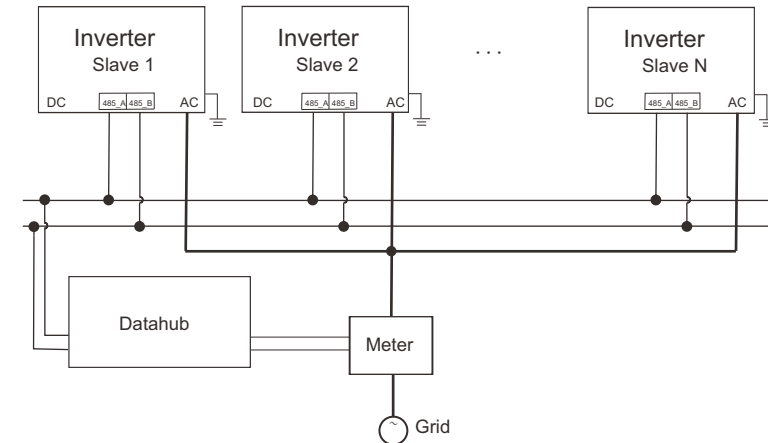 Inverter
Slave 1
DC
485_A 485_B
AC
Inverter
Slave 2
DC
485_A 485_B
AC
. . .
Inverter
Slave N
DC
485_A 485_B
AC
Datahub
Meter
~
Grid